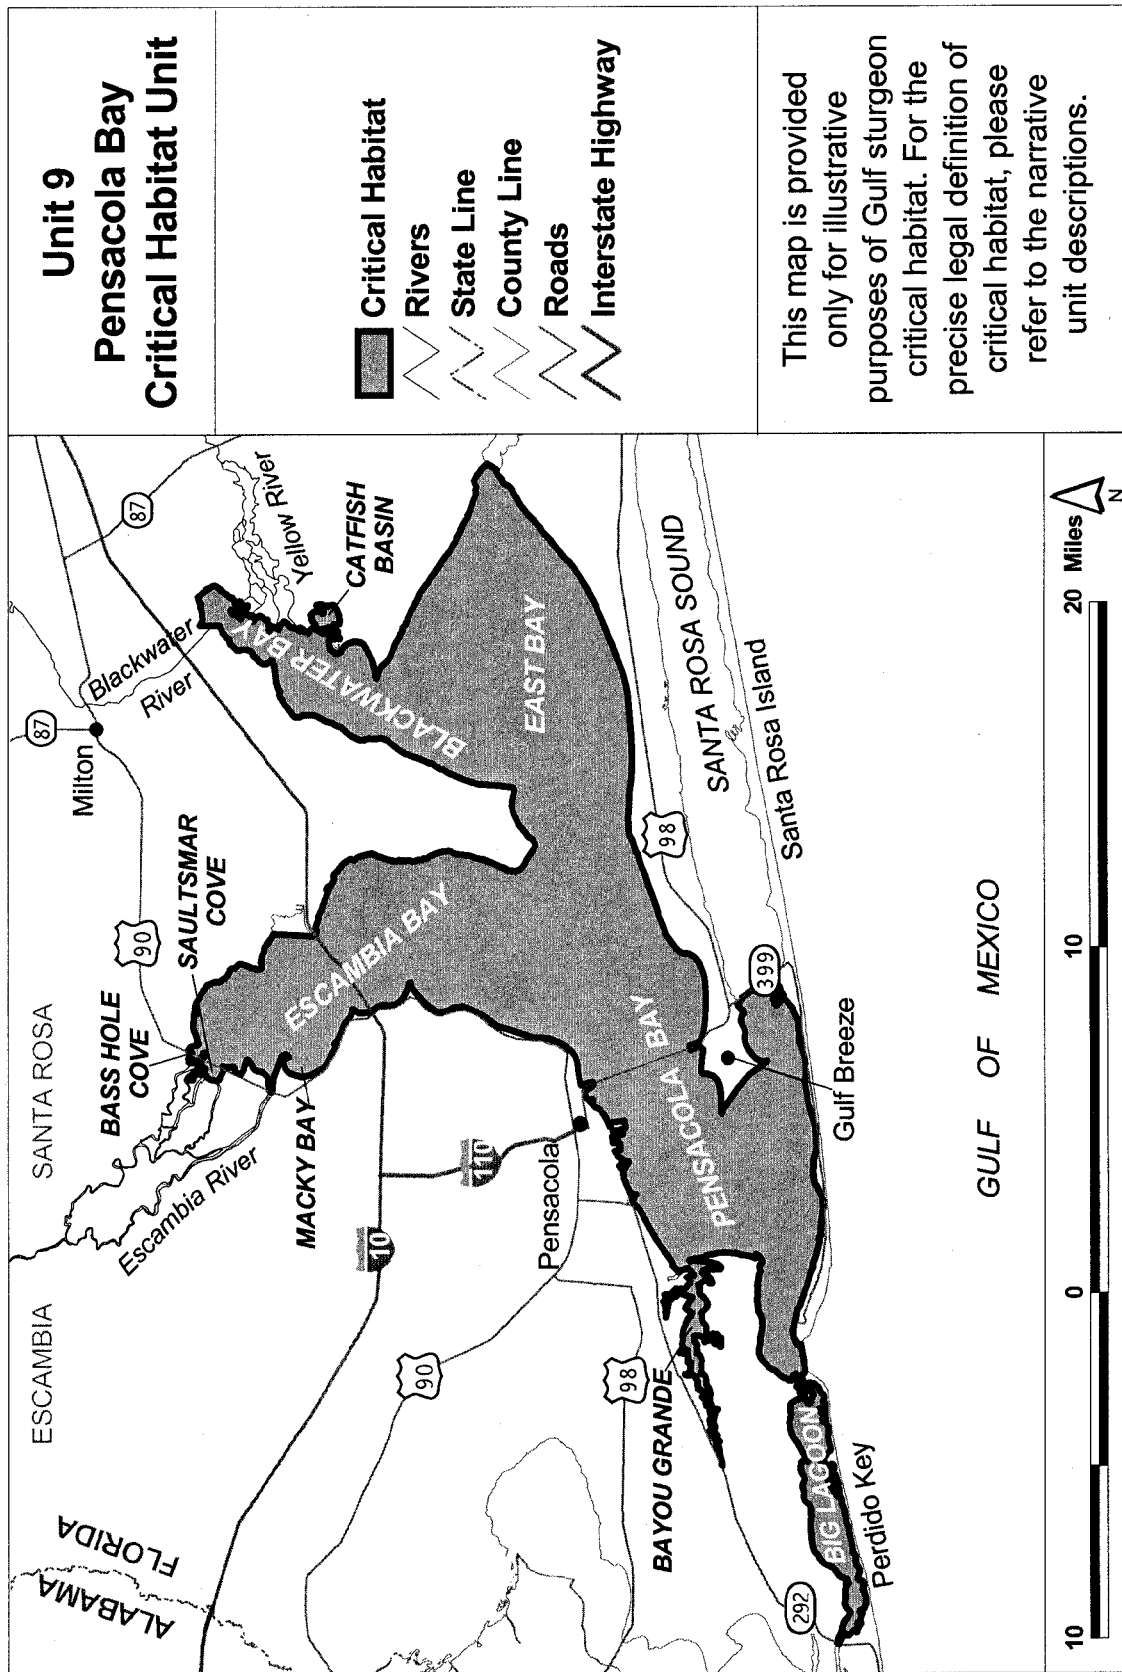 Unit 9
Pensacola Bay
Critical Habitat Unit
Critical Habitat
Rivers
State Line
County Line
Roads
Interstate Highway
This map is provided
only for illustrative
purposes of Gulf sturgeon
critical habitat. For the
precise legal definition of
critical habitat, please
refer to the narrative
unit descriptions.
ALABAMA
FLORIDA
ESCAMBIA
SANTA ROSA
Escambia River
BASS HOLE
COVE
SAULTSMAR
COVE
90
Milton
87
Blackwater
River
87
Yellow River
CATFISH
BASIN
MACKY BAY
ESCAMBIA BAY
BLACKWATER BAY
EAST BAY
10
110
90
Pensacola
98
BAYOU GRANDE
PENSACOLA BAY
98
SANTA ROSA SOUND
Santa Rosa Island
399
Gulf Breeze
292
BIG LAGOON
Perdido Key
GULF OF MEXICO
10
0
10
20 Miles
N